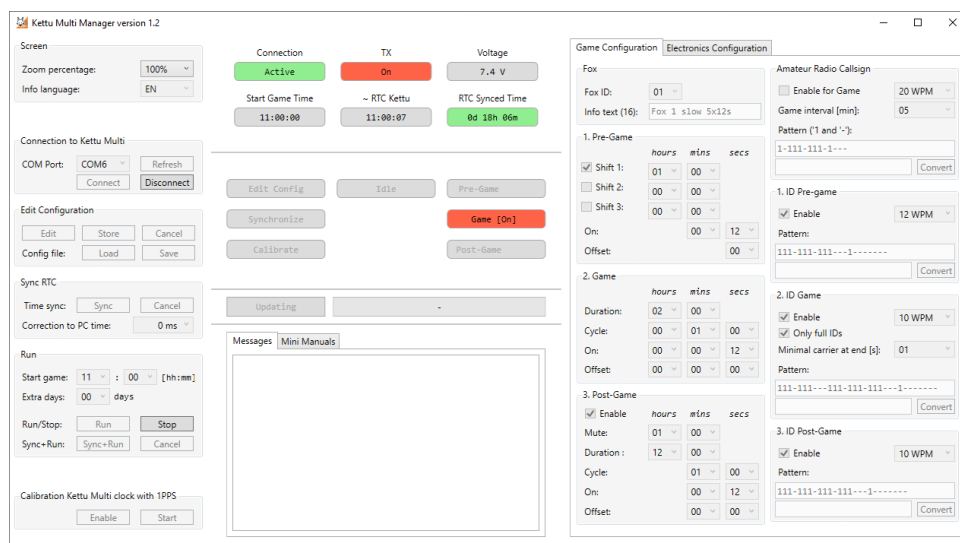 Kettu Multi Manager version 1.2
Screen
Zoom percentage: 100%
Info language: EN
Connection to Kettu Multi
COM Port: COM6 Refresh
Connect Disconnect
Edit Configuration
Edit Store Cancel
Config file: Load Save
Sync RTC
Time sync: Sync Cancel
Correction to PC time: 0 ms
Run
Start game: 11 : 00 [hh:mm]
Extra days: 00 days
Run/Stop: Run Stop
Sync+Run: Sync+Run Cancel
Calibration Kettu Multi clock with 1PPS
Enable Start
Connection TX Voltage
Active On 7.4 V
Start Game Time ~ RTC Kettu RTC Synced Time
11:00:00 11:00:07 0d 18h 06m
Edit Config Idle Pre-Game
Synchronize Game [On]
Calibrate Post-Game
Updating -
Messages Mini Manuals
Game Configuration Electronics Configuration
Fox
Fox ID: 01
Info text (16): Fox 1 slow 5x12s
1. Pre-Game
hours mins secs
Shift 1: 01 00
Shift 2: 00 00
Shift 3: 00 00
On: 00 12
Offset: 00
2. Game
hours mins secs
Duration: 02 00
Cycle: 00 01 00
On: 00 00 12
Offset: 00 00 00
3. Post-Game
Enable hours mins secs
Mute: 01 00
Duration : 12 00
Cycle: 01 00
On: 00 12
Offset: 00 00
Amateur Radio Callsign
Enable for Game 20 WPM
Game interval [min]: 05
Pattern ('1 and '-'):
1-111-111-1---
Convert
1. ID Pre-game
Enable 12 WPM
Pattern:
111-111-111---1-------
Convert
2. ID Game
Enable 10 WPM
Only full IDs
Minimal carrier at end [s]: 01
Pattern:
111-111---111-111-111---1-------
Convert
3. ID Post-Game
Enable 10 WPM
Pattern:
111-111-111-111---1-------
Convert